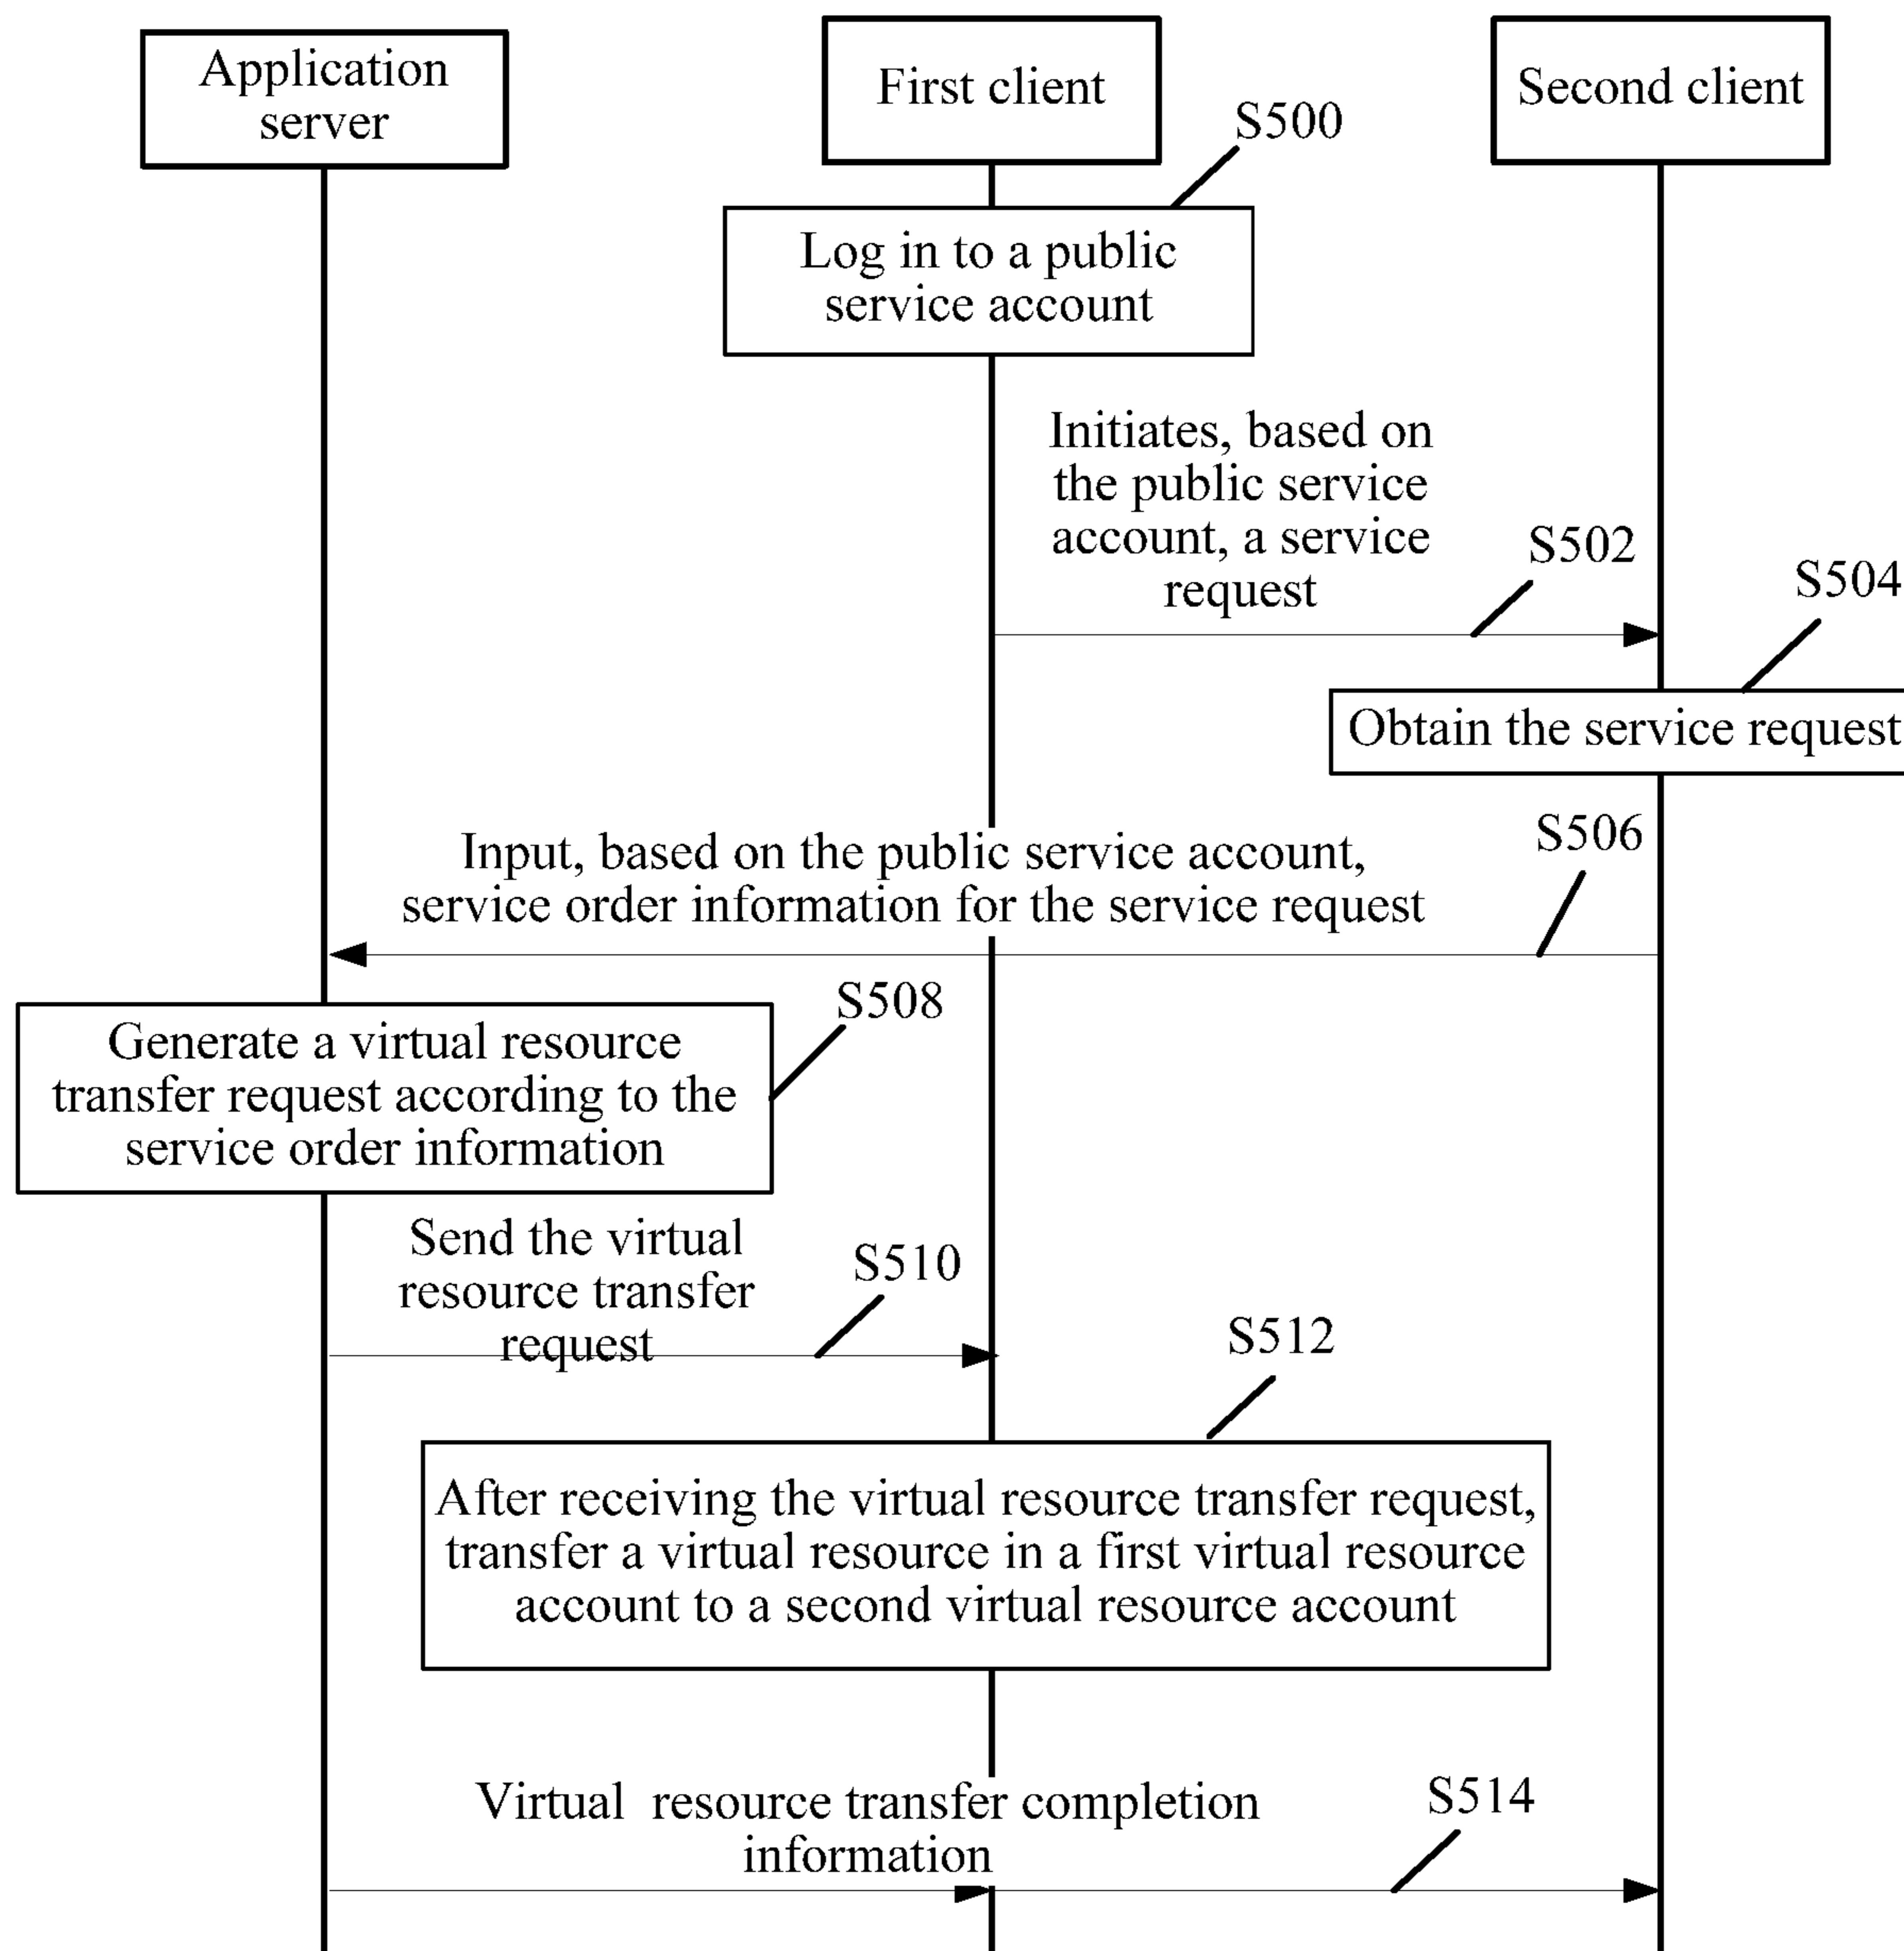 Application
server
First client
Second client
S500
Log in to a public
service account
Initiates, based on
the public service
account, a service
request
S502
S504
Obtain the service request
S506
Input, based on the public service account,
service order information for the service request
S508
Generate a virtual resource
transfer request according to the
service order information
Send the virtual
resource transfer
request
S510
S512
After receiving the virtual resource transfer request,
transfer a virtual resource in a first virtual resource
account to a second virtual resource account
Virtual resource transfer completion
information
S514